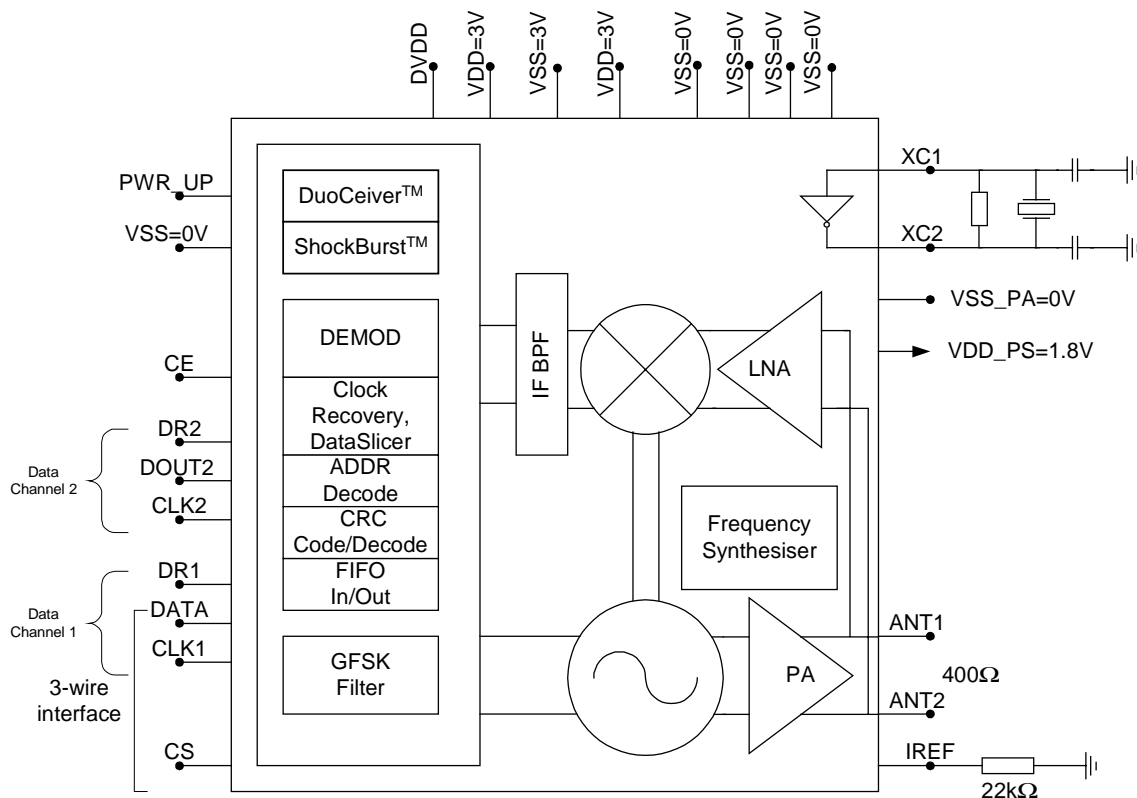 DVDD
VDD=3V
VSS=3V
VDD=3V
VSS=0V
VSS=0V
VSS=0V
VSS=0V
PWR_UP
VSS=0V
CE
DR2
DOUT2
CLK2
Data
Channel 2
DR1
DATA
CLK1
Data
Channel 1
3-wire
interface
CS
DuoCeiver™
ShockBurst™
DEMOD
Clock
Recovery,
DataSlicer
ADDR
Decode
CRC
Code/Decode
FIFO
In/Out
GFSK
Filter
IF BPF
LNA
Frequency
Synthesiser
PA
XC1
XC2
VSS_PA=0V
VDD_PS=1.8V
ANT1
400Ω
ANT2
IREF
22kΩ